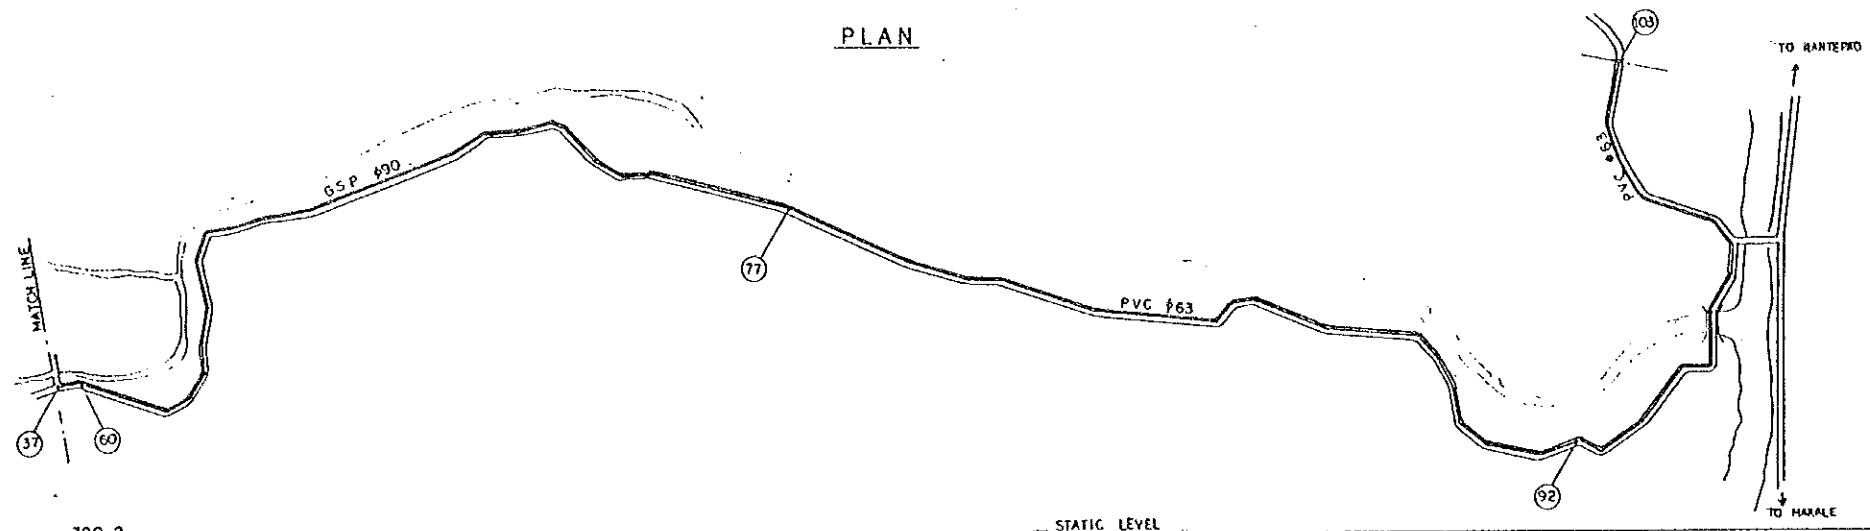 PLAN
103
TO RANTEPAO
PVC φ63
GSP φ90
MATCH LINE
77
PVC φ63
37
60
92
TO MAKALE
STATIC LEVEL